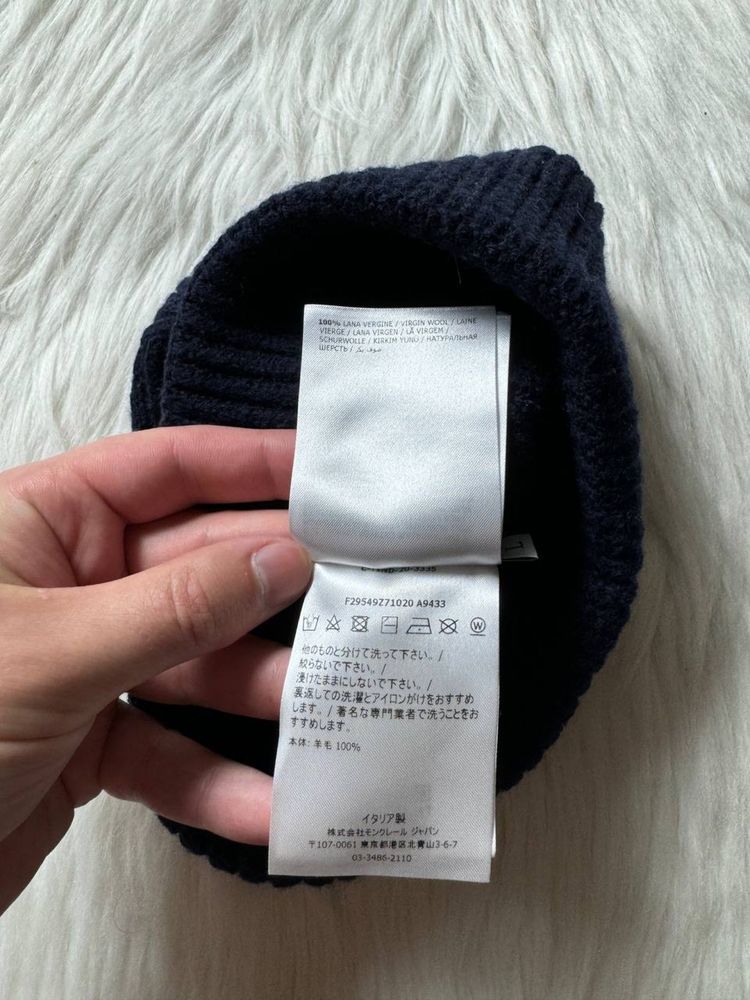 100% LANA VERGINE / VIRGIN WOOL / LAINE
VIERGE / LANA VIRGEN / LÃ VIRGEM /
SCHURWOLLE / KIRKIM YÜNÜ / НАТУРАЛЬНАЯ
ШЕРСТЬ / صوف بكر
F29549Z71020 A9433
W
他のものと分けて洗って下さい。/
絞らないで下さい。/
浸けたままにしないで下さい。/
裏返しての洗濯とアイロンがけをおすすめ
します。/ 著名な専門業者で洗うことをお
すすめします。
本体: 羊毛 100%
イタリア製
株式会社モンクレール ジャパン
〒107-0061 東京都港区北青山3-6-7
03-3486-2110